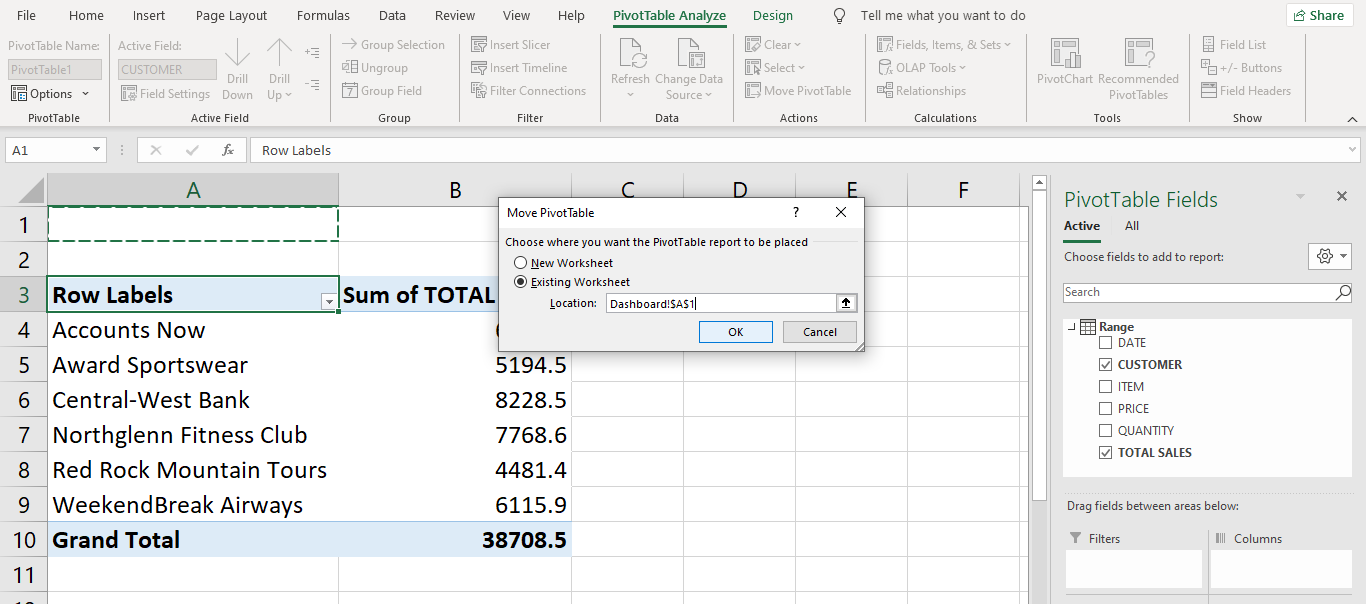 File Home Insert Page Layout Formulas Data Review View Help PivotTable Analyze Design Tell me what you want to do Share
PivotTable Name:
PivotTable1
Options
PivotTable
Active Field:
CUSTOMER
Field Settings
Drill Down
Drill Up
Active Field
Group Selection
Ungroup
Group Field
Group
Insert Slicer
Insert Timeline
Filter Connections
Filter
Refresh
Change Data Source
Data
Clear
Select
Move PivotTable
Actions
Fields, Items, & Sets
OLAP Tools
Relationships
Calculations
PivotChart
Recommended PivotTables
Tools
Field List
+/- Buttons
Field Headers
Show
A1 fx Row Labels
A B C D E F
1
2
3 Row Labels Sum of TOTAL
4 Accounts Now
5 Award Sportswear 5194.5
6 Central-West Bank 8228.5
7 Northglenn Fitness Club 7768.6
8 Red Rock Mountain Tours 4481.4
9 WeekendBreak Airways 6115.9
10 Grand Total 38708.5
11
Move PivotTable ?
Choose where you want the PivotTable report to be placed
New Worksheet
Existing Worksheet
Location: Dashboard!$A$1
OK Cancel
PivotTable Fields
Active All
Choose fields to add to report:
Search
Range
DATE
CUSTOMER
ITEM
PRICE
QUANTITY
TOTAL SALES
Drag fields between areas below:
Filters Columns